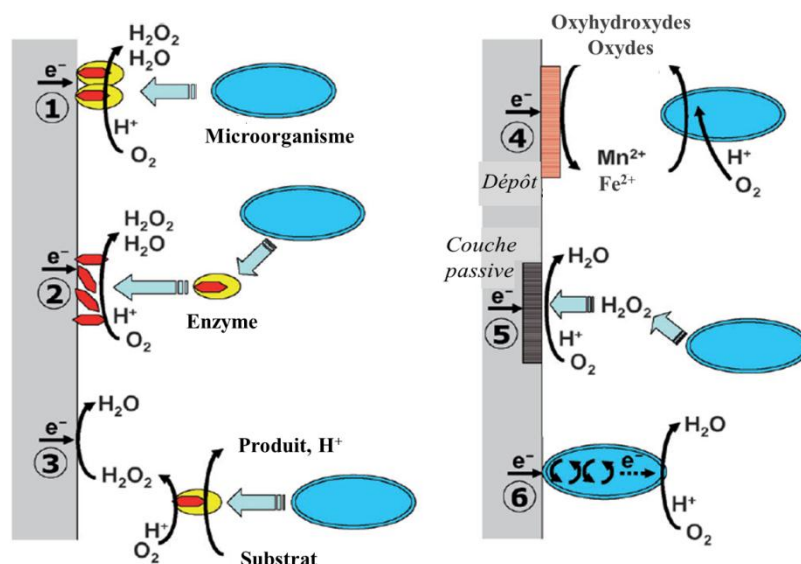 H₂O₂
H₂O
e⁻
①
H⁺
O₂
Microorganisme
H₂O₂
H₂O
e⁻
②
H⁺
O₂
Enzyme
H₂O
e⁻
③
H₂O₂
H⁺
O₂
Produit, H⁺
Substrat
Oxyhydroxydes
Oxydes
e⁻
④
Mn²⁺
Fe²⁺
H⁺
O₂
Dépôt
Couche
passive
H₂O
e⁻
⑤
H₂O₂
H⁺
O₂
e⁻
⑥
e⁻
H₂O
H⁺
O₂